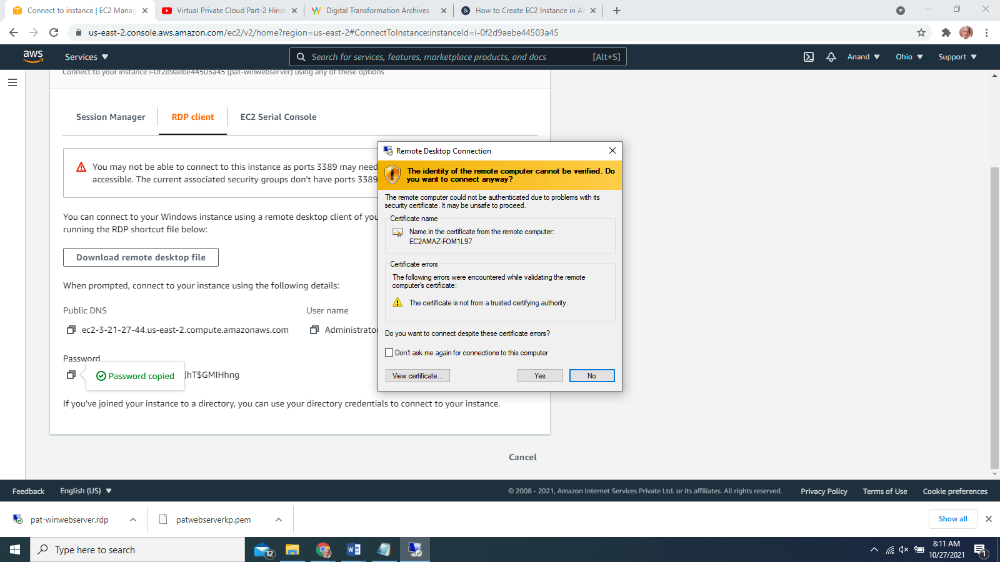 Connect to instance | EC2 Manag
Virtual Private Cloud Part-2 Hindi
Digital Transformation Archives -
How to Create EC2 Instance in AW
us-east-2.console.aws.amazon.com/ec2/v2/home?region=us-east-2#ConnectToInstance:instanceId=i-0f2d9aebe44503a45
aws
Services
Search for services, features, marketplace products, and docs
[Alt+S]
Anand
Ohio
Support
Connect to your instance i-0f2d9aebe44503a45 (pat-winwebserver) using any of these options
Session Manager
RDP client
EC2 Serial Console
You may not be able to connect to this instance as ports 3389 may need
accessible. The current associated security groups don't have ports 3389
You can connect to your Windows instance using a remote desktop client of you
running the RDP shortcut file below:
Download remote desktop file
When prompted, connect to your instance using the following details:
Public DNS
User name
ec2-3-21-27-44.us-east-2.compute.amazonaws.com
Administrator
Password
Password copied
(hT$GMIHhng
If you've joined your instance to a directory, you can use your directory credentials to connect to your instance.
Cancel
Remote Desktop Connection
The identity of the remote computer cannot be verified. Do
you want to connect anyway?
The remote computer could not be authenticated due to problems with its
security certificate. It may be unsafe to proceed.
Certificate name
Name in the certificate from the remote computer:
EC2AMAZ-FOM1L97
Certificate errors
The following errors were encountered while validating the remote
computer's certificate:
The certificate is not from a trusted certifying authority.
Do you want to connect despite these certificate errors?
Don't ask me again for connections to this computer
View certificate...
Yes
No
Feedback
English (US)
© 2008 - 2021, Amazon Internet Services Private Ltd. or its affiliates. All rights reserved.
Privacy Policy
Terms of Use
Cookie preferences
pat-winwebserver.rdp
patwebserverkp.pem
Show all
Type here to search
12
8:11 AM
10/27/2021
1